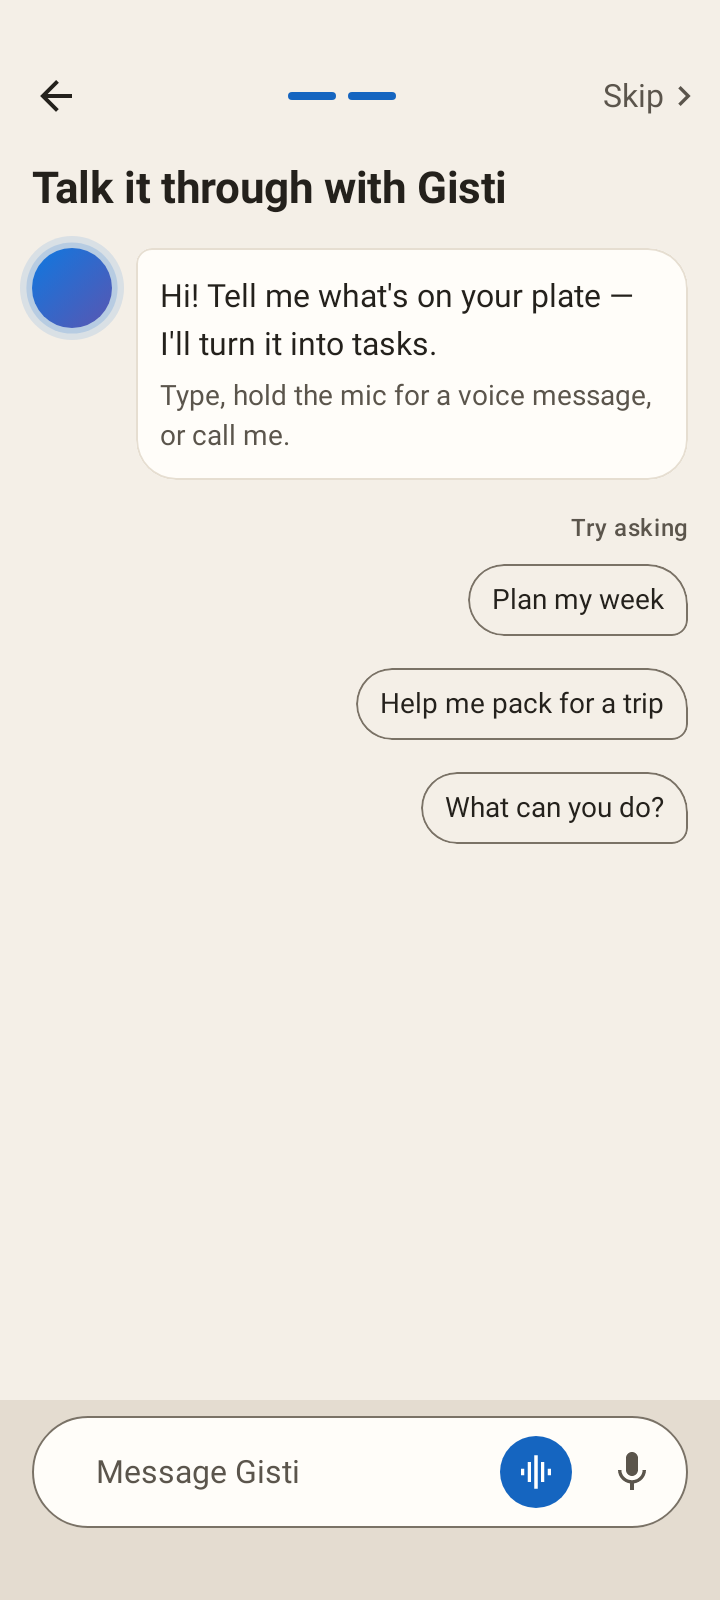 Skip
Talk it through with Gisti
Hi! Tell me what's on your plate —
I'll turn it into tasks.
Type, hold the mic for a voice message,
or call me.
Try asking
Plan my week
Help me pack for a trip
What can you do?
Message Gisti